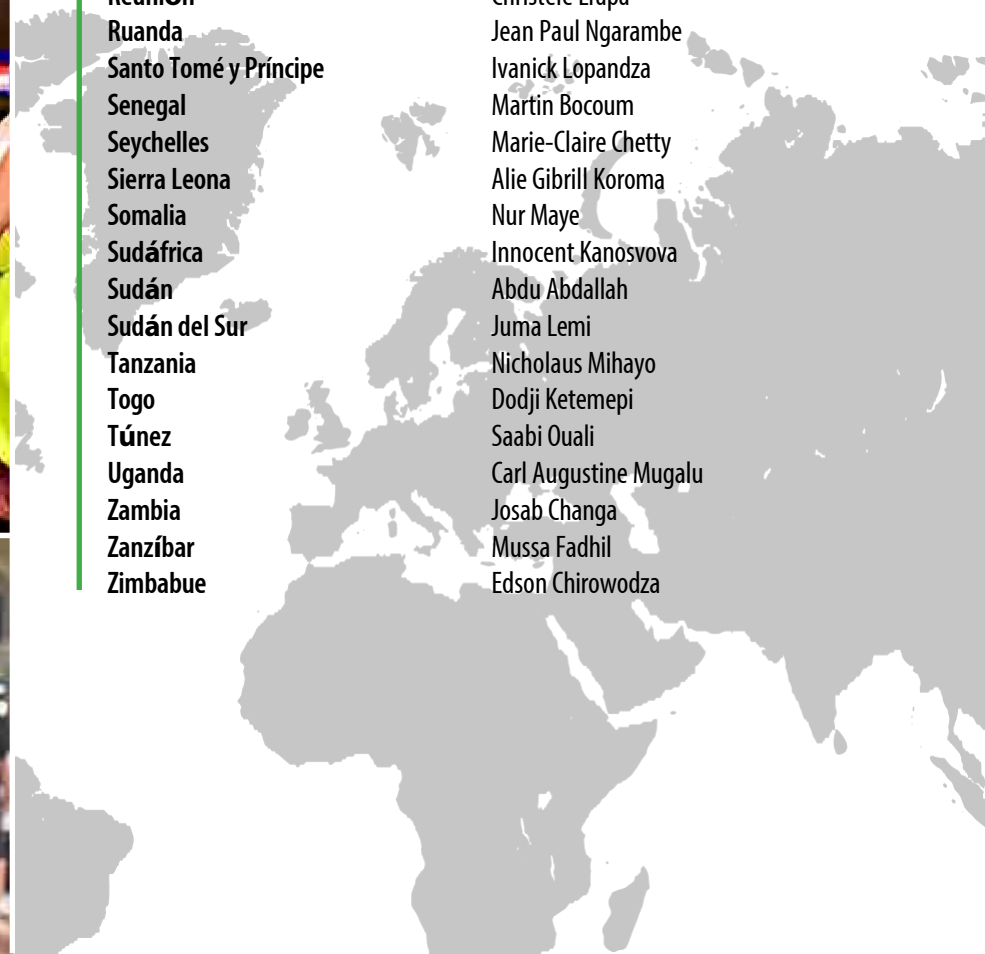 Ruanda Jean Paul Ngarambe
Santo Tomé y Príncipe Ivanick Lopandza
Senegal Martin Bocoum
Seychelles Marie-Claire Chetty
Sierra Leona Alie Gibrill Koroma
Somalia Nur Maye
Sudáfrica Innocent Kanosvova
Sudán Abdu Abdallah
Sudán del Sur Juma Lemi
Tanzania Nicholaus Mihayo
Togo Dodji Ketemepi
Túnez Saabi Ouali
Uganda Carl Augustine Mugalu
Zambia Josab Changa
Zanzíbar Mussa Fadhil
Zimbabue Edson Chirowodza